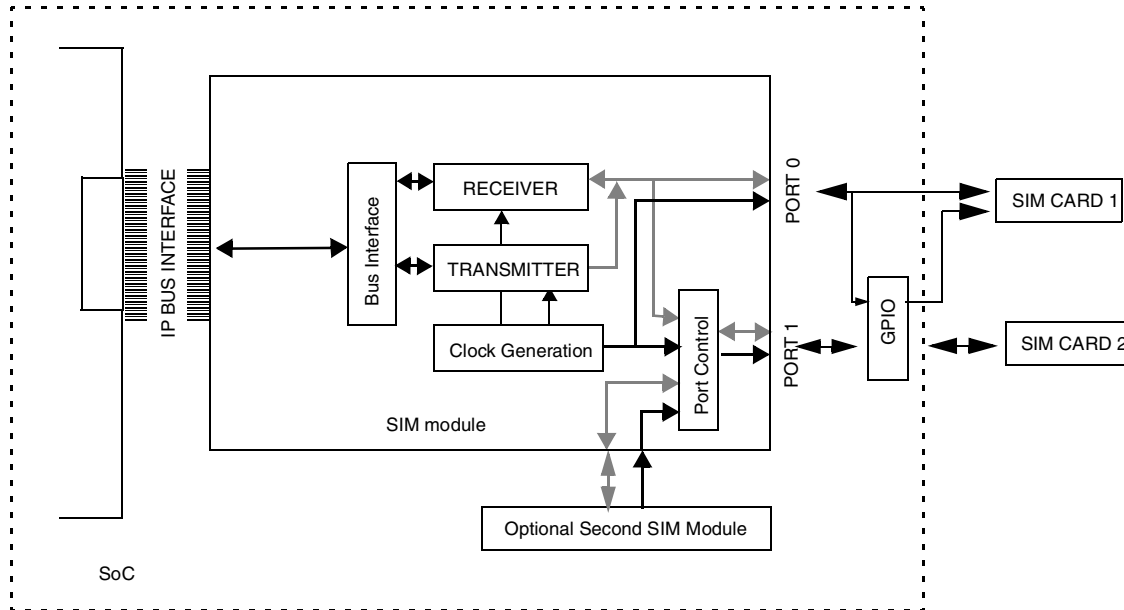 IP BUS INTERFACE
Bus Interface
RECEIVER
TRANSMITTER
Clock Generation
Port Control
SIM module
PORT 0
PORT 1
GPIO
SIM CARD 1
SIM CARD 2
Optional Second SIM Module
SoC